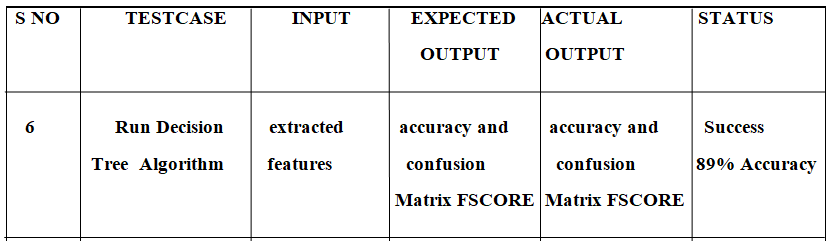 S NO TESTCASE INPUT EXPECTED OUTPUT ACTUAL OUTPUT STATUS
6 Run Decision Tree Algorithm extracted features accuracy and confusion Matrix FSCORE accuracy and confusion Matrix FSCORE Success 89% Accuracy